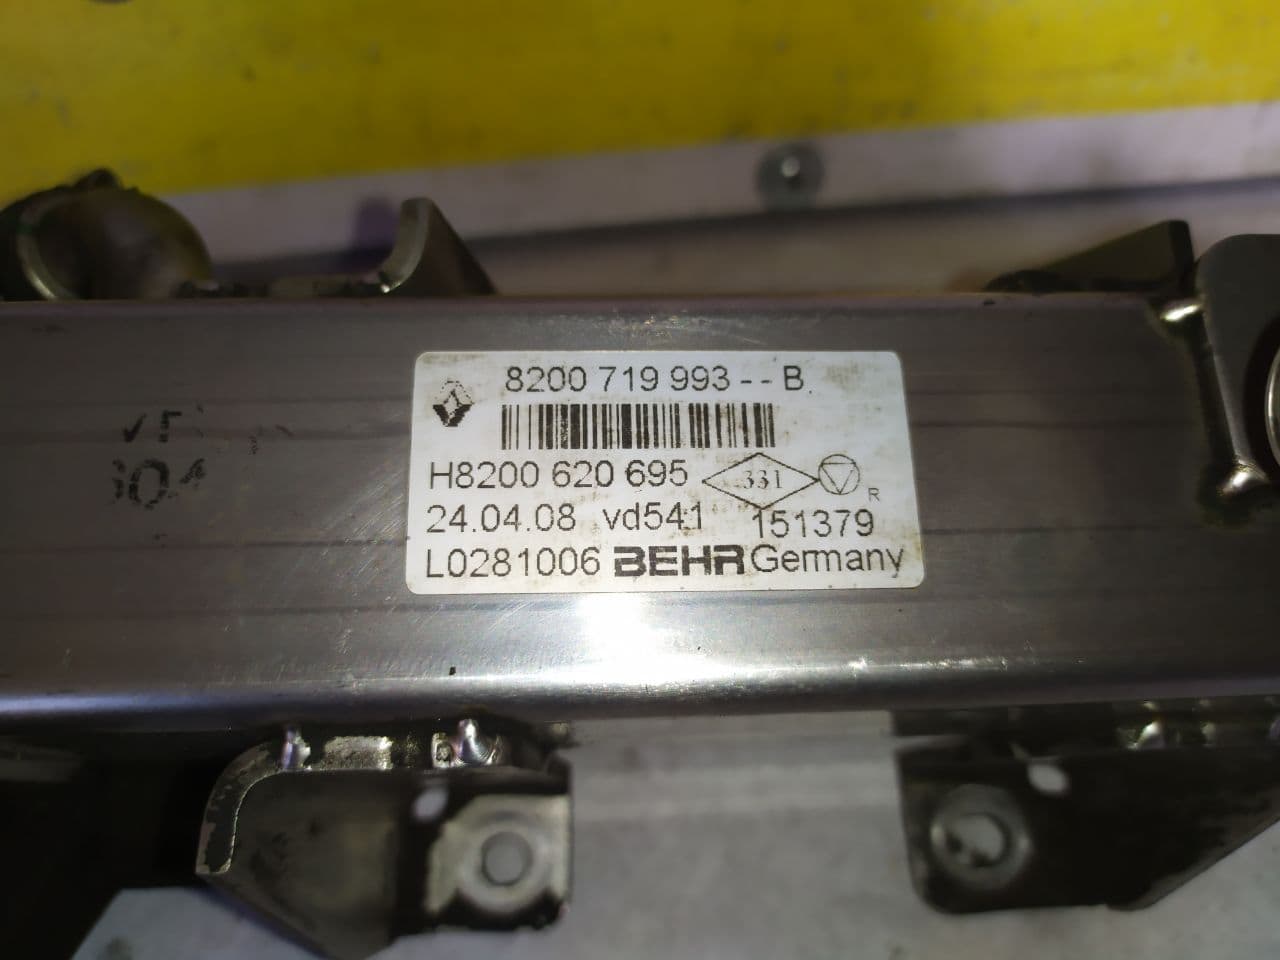 8200 719 993 - - B
H8200 620 695 331
R
24.04.08 vd541 151379
L0281006 BEHR Germany